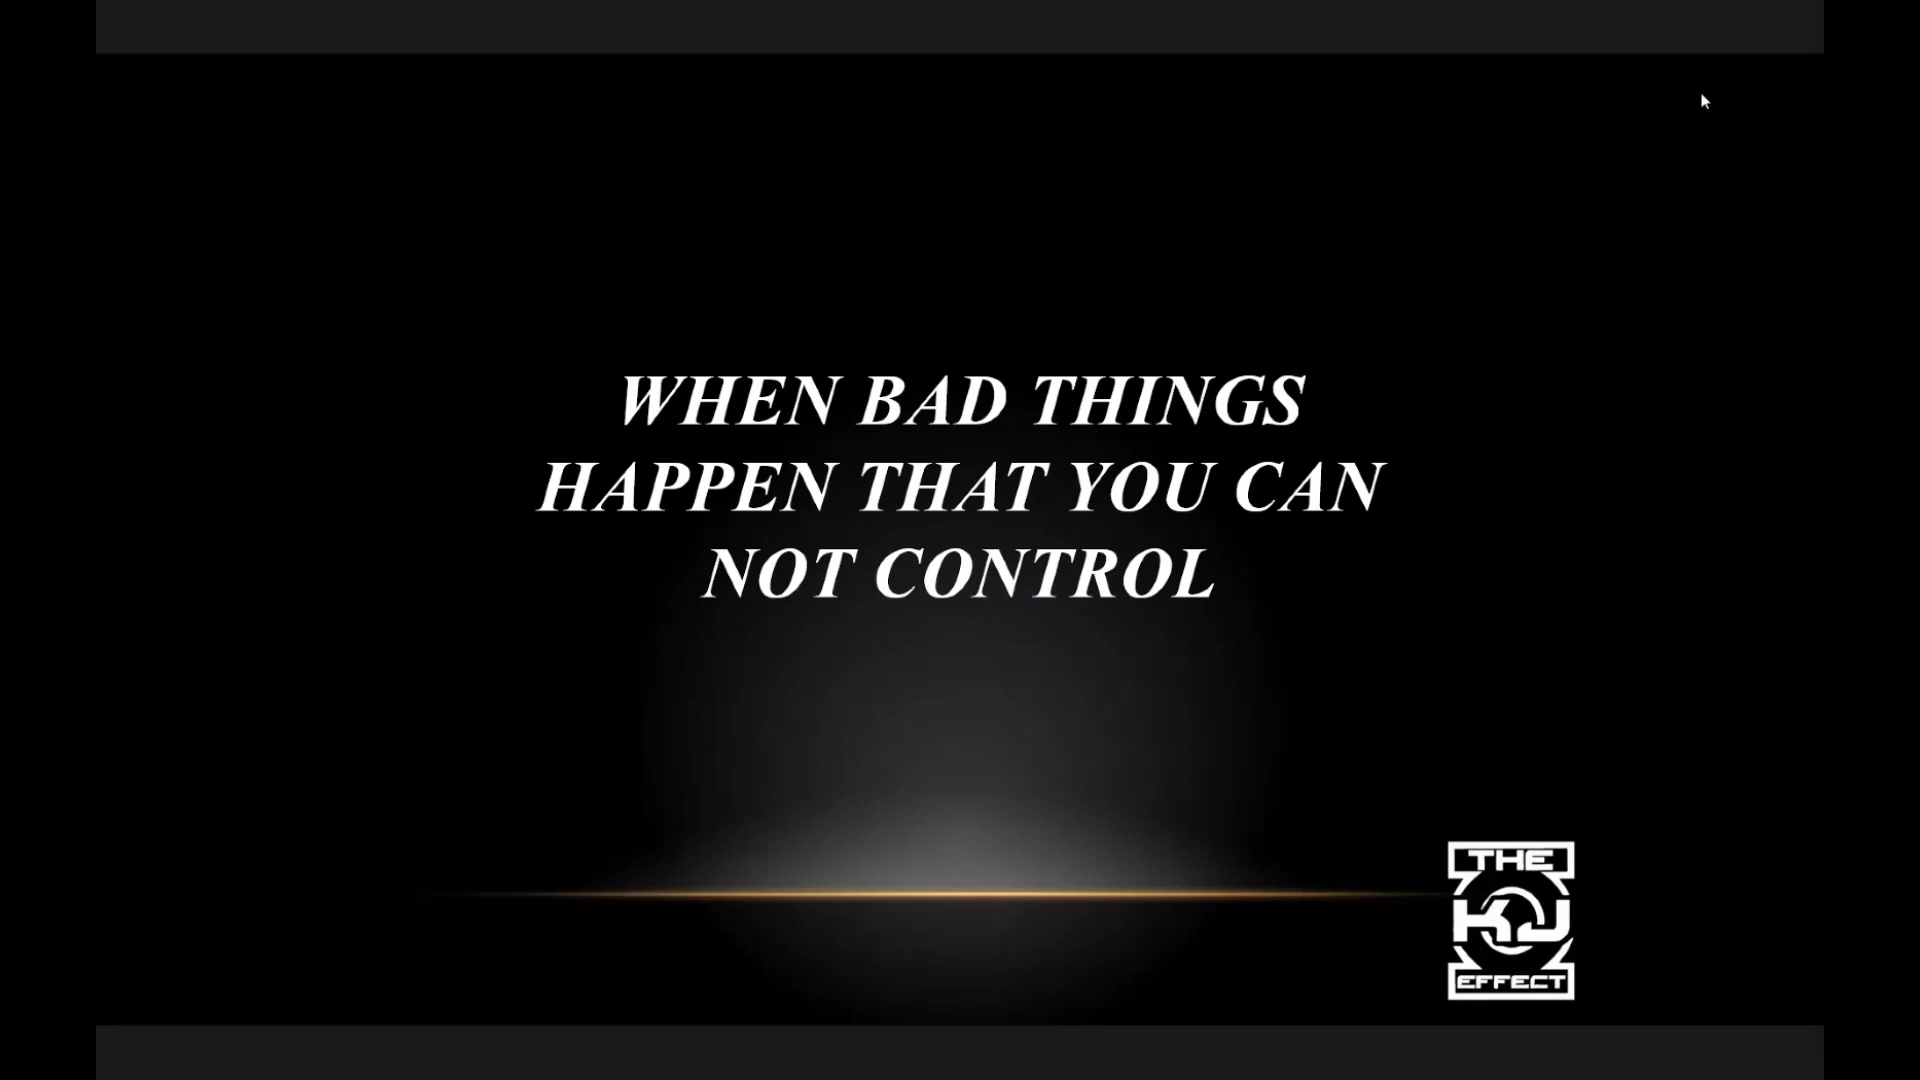 WHEN BAD THINGS
HAPPEN THAT YOU CAN
NOT CONTROL
THE
KJ
EFFECT